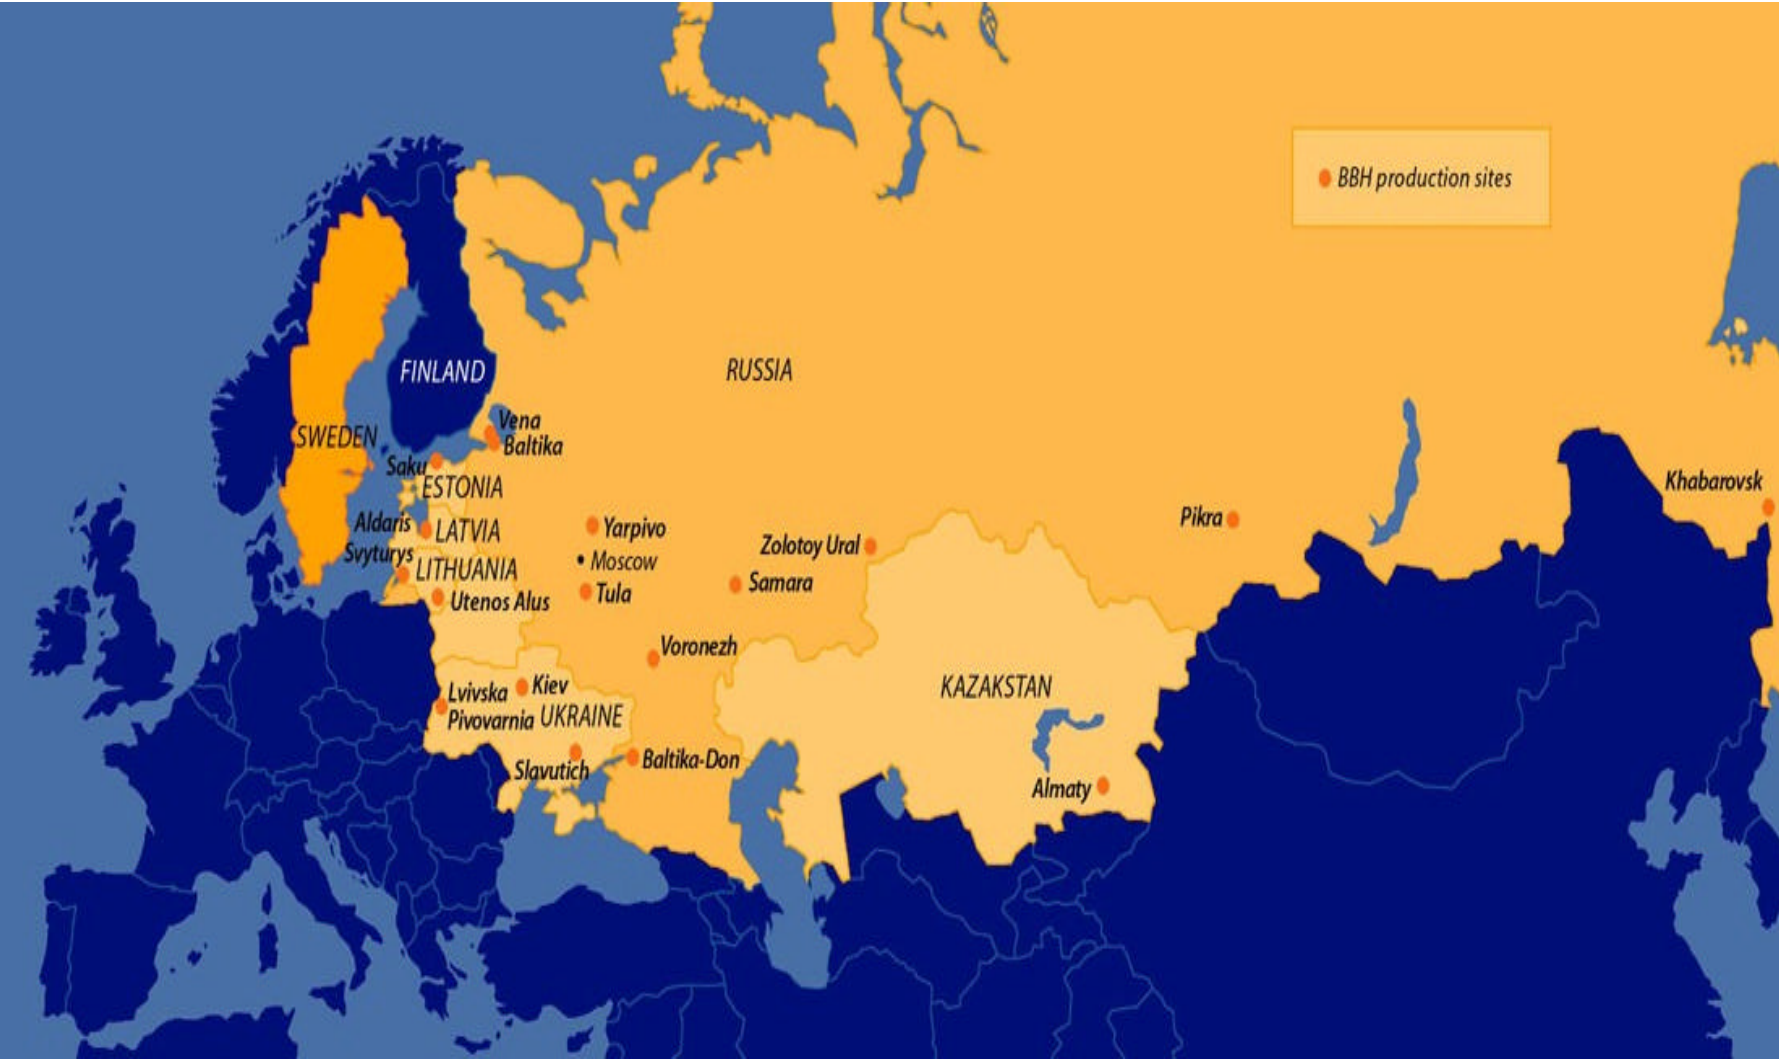 BBH production sites
FINLAND
RUSSIA
SWEDEN
Vena
Baltika
Saku
ESTONIA
Khabarovsk
Aldaris
LATVIA
Yarpivo
Pikra
Svyturys
LITHUANIA
Moscow
Zolotoy Ural
Utenos Alus
Tula
Samara
Voronezh
Lvivska
Pivovarnia
Kiev
UKRAINE
KAZAKSTAN
Slavutich
Baltika-Don
Almaty